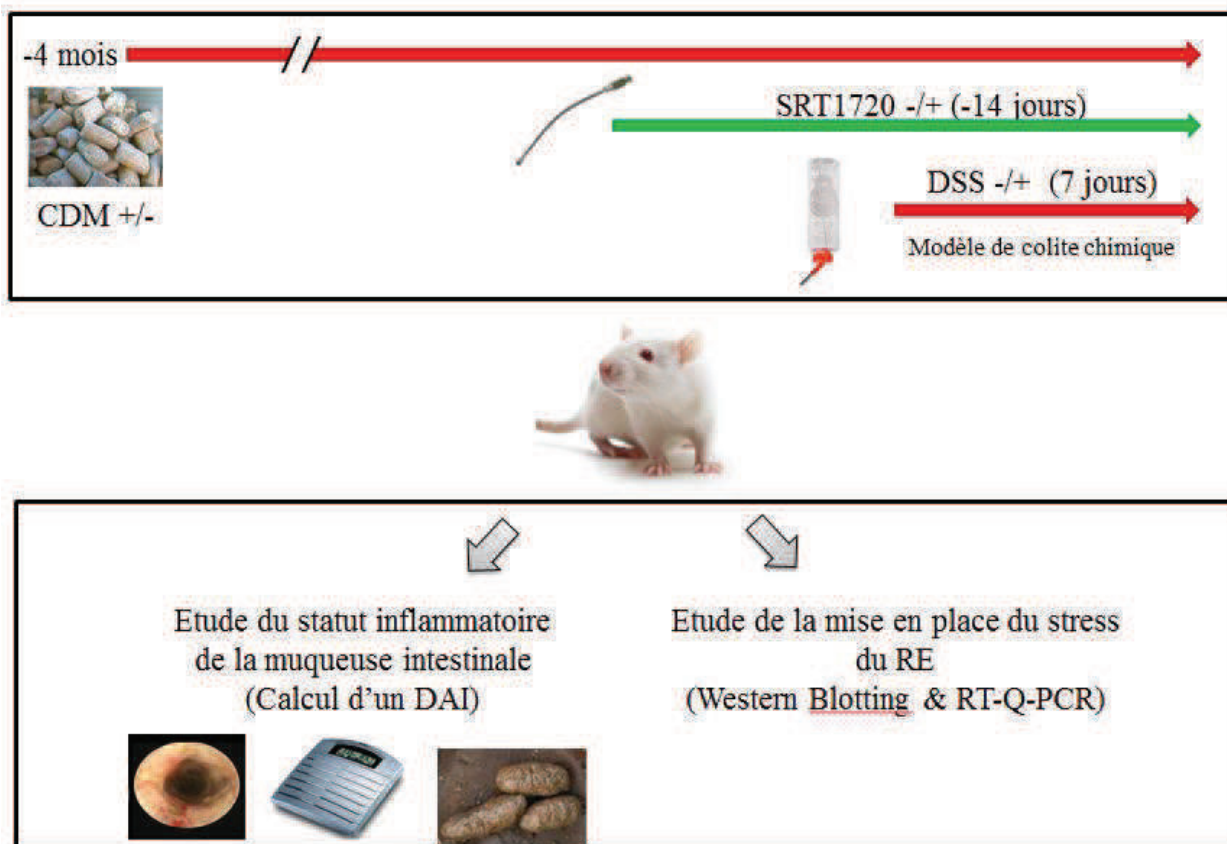 -4 mois
CDM +/-
SRT1720 -/+ (-14 jours)
DSS -/+ (7 jours)
Modèle de colite chimique
Etude du statut inflammatoire
de la muqueuse intestinale
(Calcul d’un DAI)
Etude de la mise en place du stress
du RE
(Western Blotting & RT-Q-PCR)